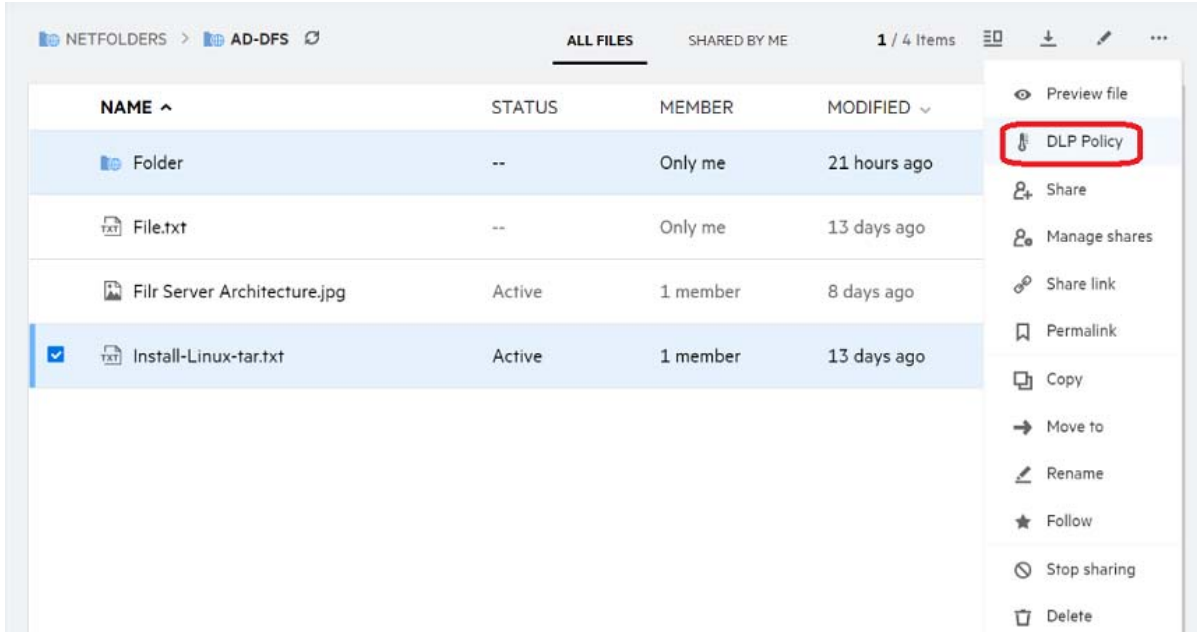 NETFOLDERS > AD-DFS
ALL FILES
SHARED BY ME
1 / 4 Items
NAME
STATUS
MEMBER
MODIFIED
Folder -- Only me 21 hours ago
TXT File.txt -- Only me 13 days ago
Filr Server Architecture.jpg Active 1 member 8 days ago
TXT Install-Linux-tar.txt Active 1 member 13 days ago
Preview file
DLP Policy
Share
Manage shares
Share link
Permalink
Copy
Move to
Rename
Follow
Stop sharing
Delete